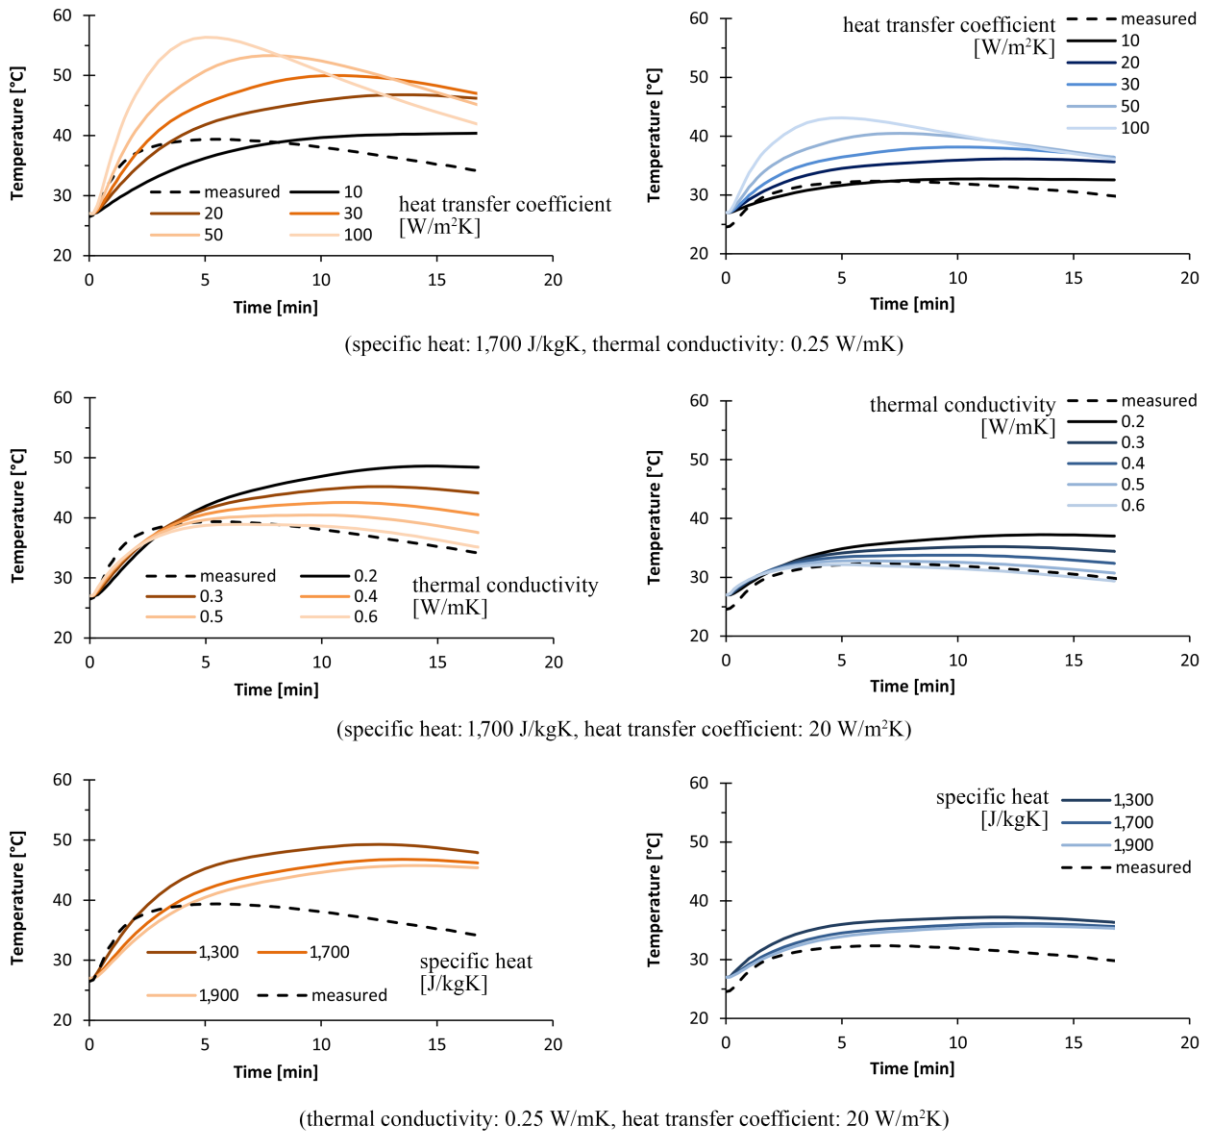 60
50
40
30
20
Temperature [°C]
measured
10
20
30
50
100
heat transfer coefficient
[W/m²K]
0
5
10
15
20
Time [min]
60
50
40
30
20
Temperature [°C]
heat transfer coefficient
[W/m²K]
measured
10
20
30
50
100
0
5
10
15
20
Time [min]
(specific heat: 1,700 J/kgK, thermal conductivity: 0.25 W/mK)
60
50
40
30
20
Temperature [°C]
measured
0.2
0.3
0.4
0.5
0.6
thermal conductivity
[W/mK]
0
5
10
15
20
Time [min]
60
50
40
30
20
Temperature [°C]
thermal conductivity
[W/mK]
measured
0.2
0.3
0.4
0.5
0.6
0
5
10
15
20
Time [min]
(specific heat: 1,700 J/kgK, heat transfer coefficient: 20 W/m²K)
60
50
40
30
20
Temperature [°C]
1,300
1,700
1,900
measured
specific heat
[J/kgK]
0
5
10
15
20
Time [min]
60
50
40
30
20
Temperature [°C]
specific heat
[J/kgK]
1,300
1,700
1,900
measured
0
5
10
15
20
Time [min]
(thermal conductivity: 0.25 W/mK, heat transfer coefficient: 20 W/m²K)